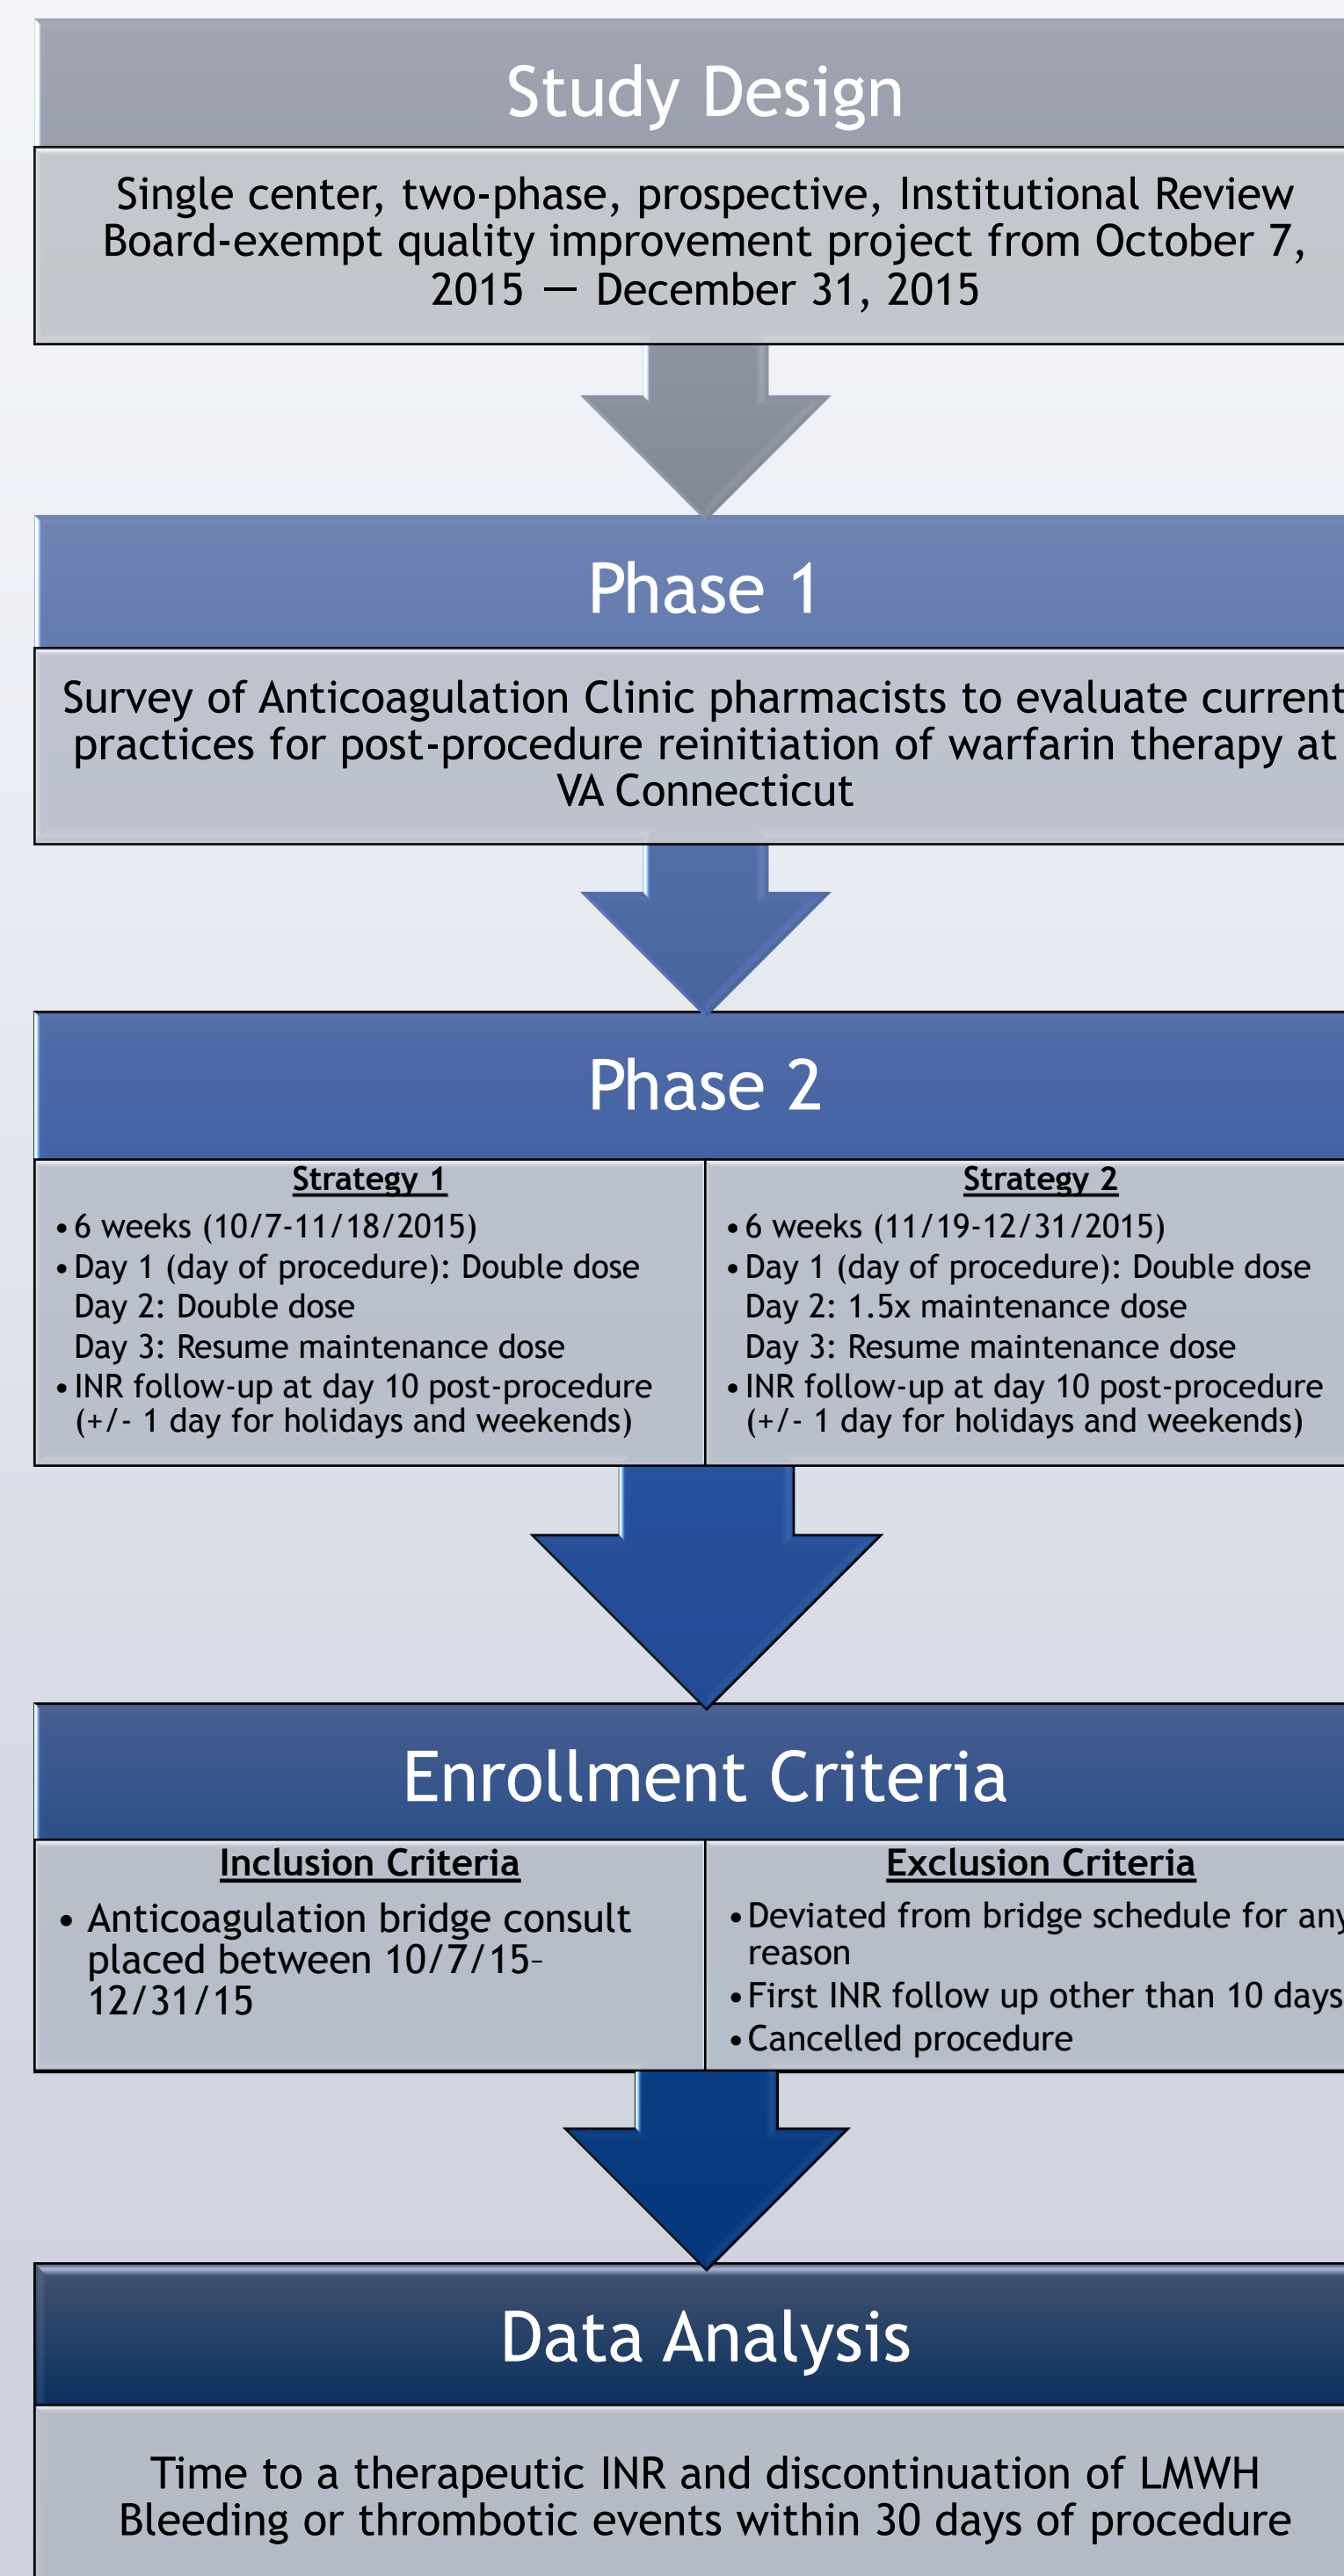 Study Design
Single center, two-phase, prospective, Institutional Review
Board-exempt quality improvement project from October 7,
2015 — December 31, 2015
Phase 1
Survey of Anticoagulation Clinic pharmacists to evaluate current
practices for post-procedure reinitiation of warfarin therapy at
VA Connecticut
Phase 2
Strategy 1
• 6 weeks (10/7-11/18/2015)
• Day 1 (day of procedure): Double dose
Day 2: Double dose
Day 3: Resume maintenance dose
• INR follow-up at day 10 post-procedure
(+/- 1 day for holidays and weekends)
Strategy 2
• 6 weeks (11/19-12/31/2015)
• Day 1 (day of procedure): Double dose
Day 2: 1.5x maintenance dose
Day 3: Resume maintenance dose
• INR follow-up at day 10 post-procedure
(+/- 1 day for holidays and weekends)
Enrollment Criteria
Inclusion Criteria
• Anticoagulation bridge consult
placed between 10/7/15–
12/31/15
Exclusion Criteria
• Deviated from bridge schedule for any
reason
• First INR follow up other than 10 days
• Cancelled procedure
Data Analysis
Time to a therapeutic INR and discontinuation of LMWH
Bleeding or thrombotic events within 30 days of procedure